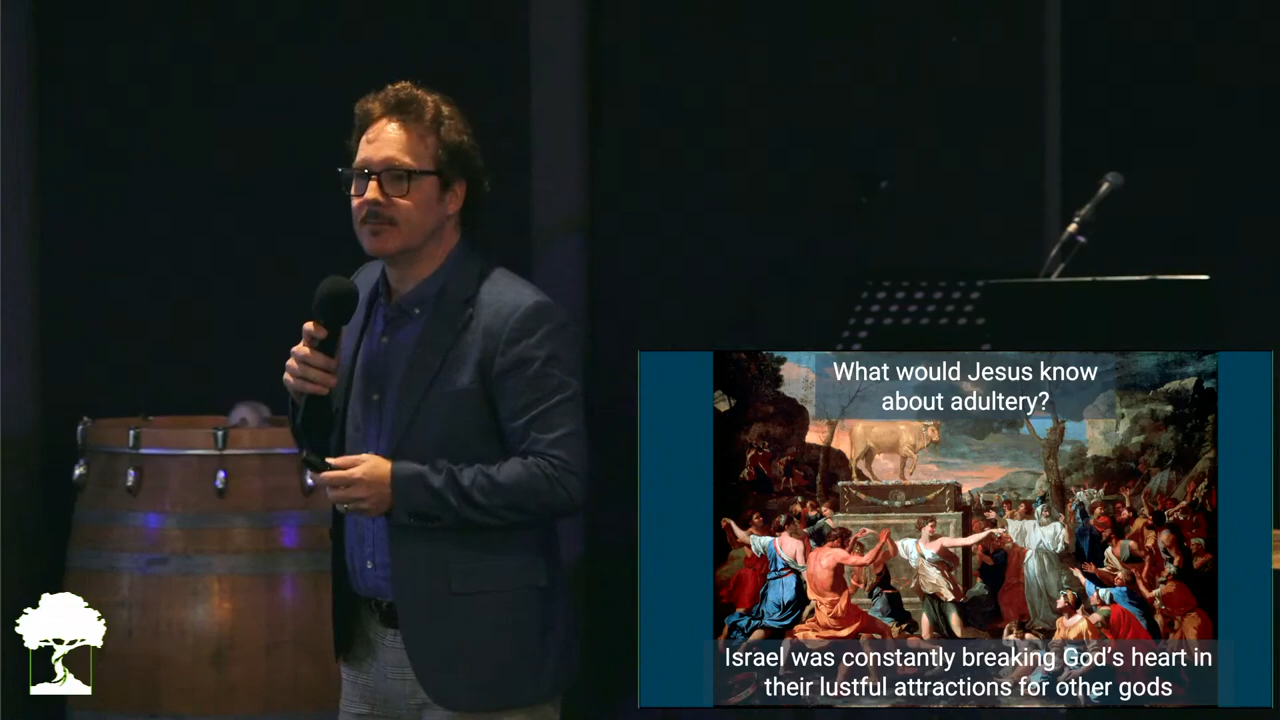 What would Jesus know
about adultery?
Israel was constantly breaking God's heart in
their lustful attractions for other gods